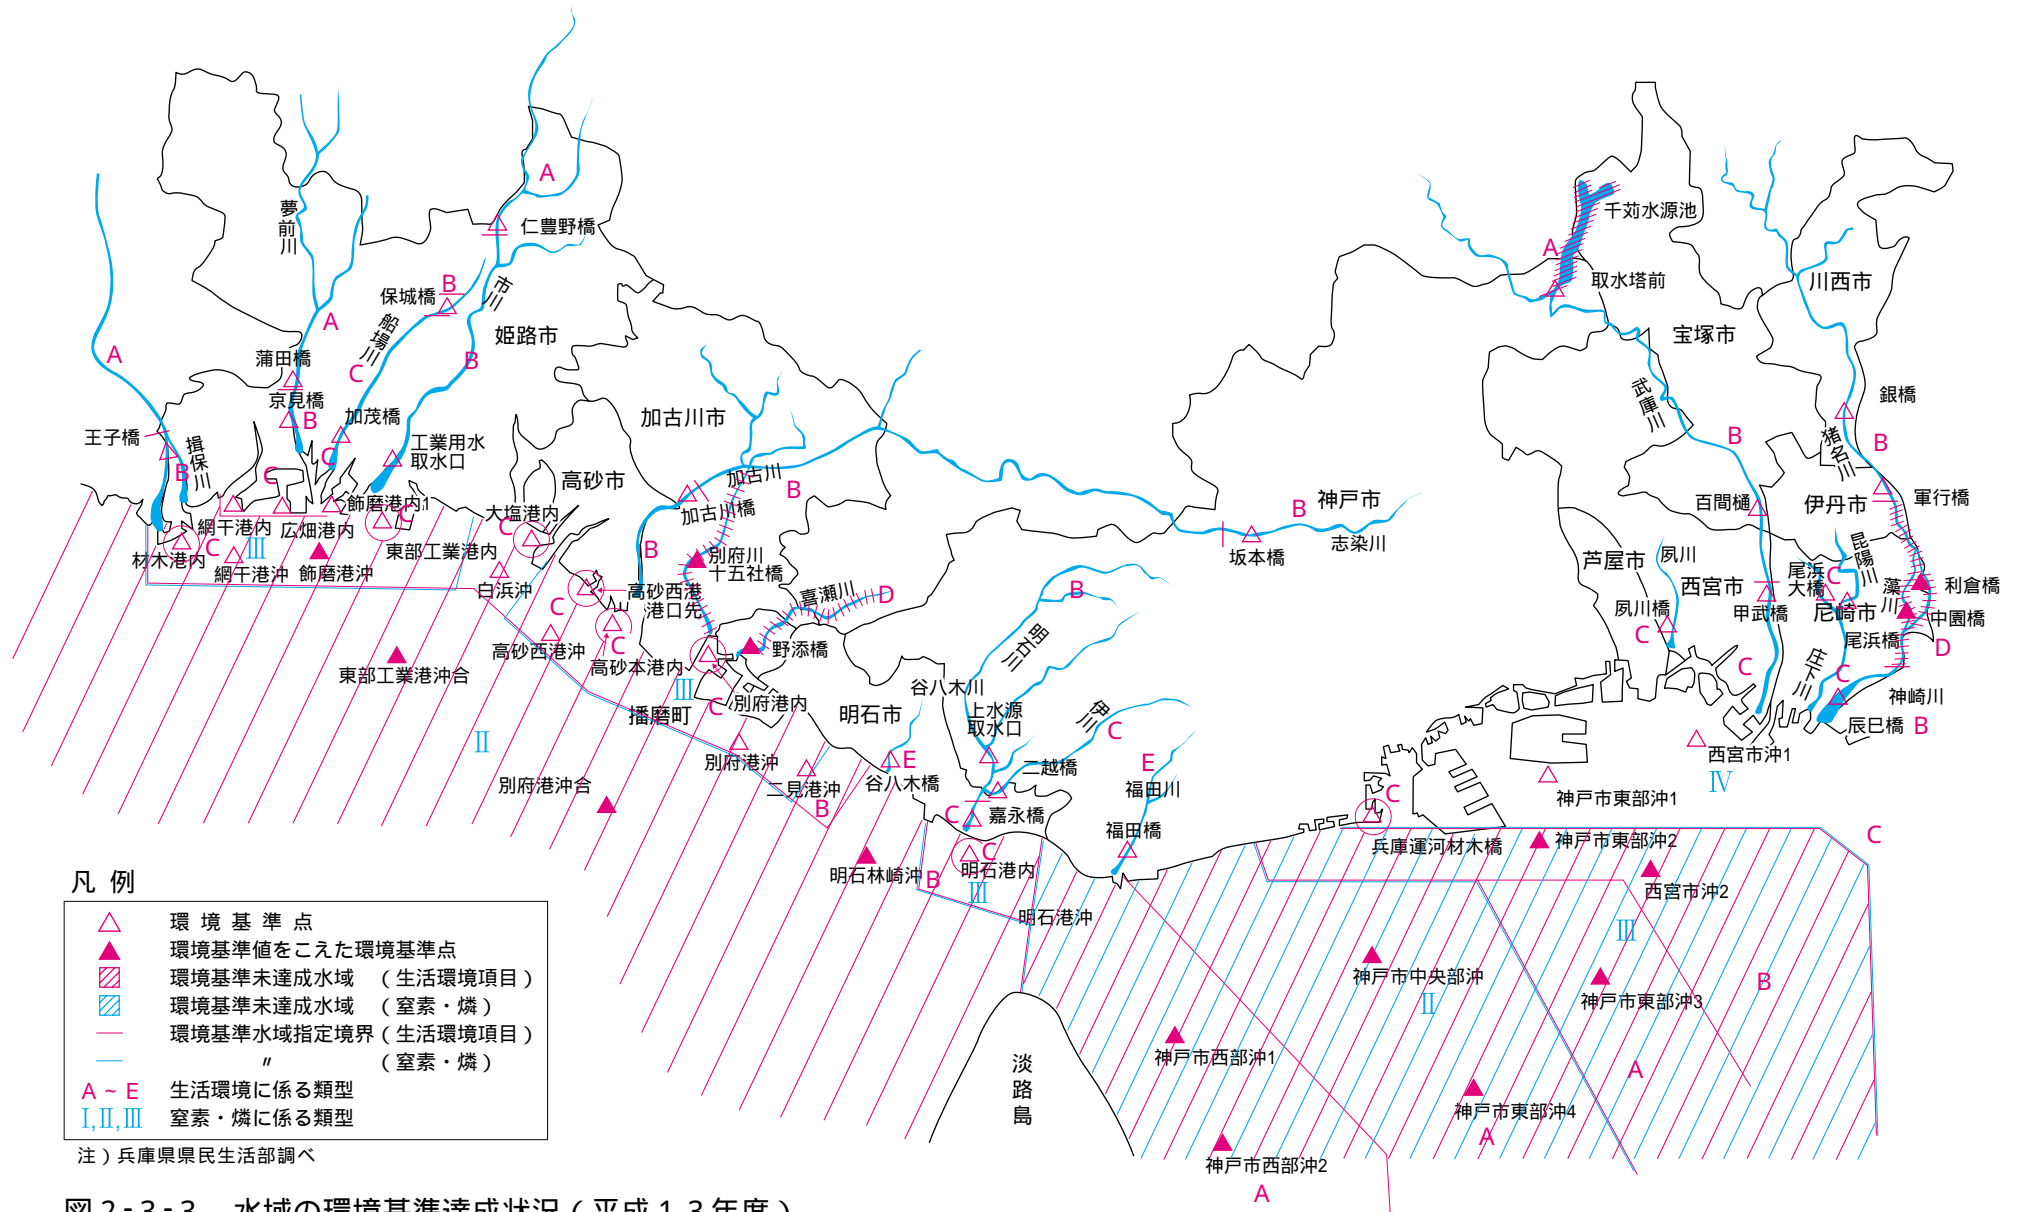 夢前川
A
仁豊野橋
B
保城橋
市川
船場川
姫路市
A
A
B
蒲田橋
C
京見橋
B
加茂橋
王子橋
揖保川
B
C
C
工業用水
取水口
高砂市
加古川市
加古川
B
加古川橋
B
網干港内
広畑港内
飾磨港内1
C
大塩港内
C
材木港内
C
Ⅲ
網干港沖
飾磨港沖
東部工業港内
白浜沖
別府川
十五社橋
喜瀬川
D
高砂西港
港口先
C
高砂西港沖
C
高砂本港内
野添橋
東部工業港沖合
Ⅲ
C
別府港内
播磨町
Ⅱ
別府港沖
別府港沖合
二見港沖
B
明石市
谷八木川
E
谷八木橋
明石川
B
上水源
取水口
伊川
C
二越橋
C
嘉永橋
E
福田川
福田橋
明石林崎沖
B
C
明石港内
Ⅲ
明石港沖
神戸市
B
坂本橋
志染川
千苅水源池
A
取水塔前
川西市
宝塚市
武庫川
B
銀橋
猪名川
B
百間樋
伊丹市
軍行橋
芦屋市
夙川
西宮市
尾浜
大橋
C
昆陽川
藻川
利倉橋
夙川橋
C
甲武橋
尼崎市
中園橋
尾浜橋
D
C
庄下川
C
神崎川
辰巳橋
B
西宮市沖1
Ⅳ
神戸市東部沖1
C
兵庫運河材木橋
神戸市東部沖2
C
西宮市沖2
Ⅲ
神戸市中央部沖
Ⅱ
神戸市東部沖3
B
神戸市西部沖1
A
神戸市東部沖4
A
神戸市西部沖2
A
淡路島
凡 例
環 境 基 準 点
環境基準値をこえた環境基準点
環境基準未達成水域 （生活環境項目）
環境基準未達成水域 （窒素・燐）
環境基準水域指定境界（生活環境項目）
〃 （窒素・燐）
A ~ E 生活環境に係る類型
Ⅰ,Ⅱ,Ⅲ 窒素・燐に係る類型
注）兵庫県県民生活部調べ
図2-3-3 水域の環境基準達成状況（平成13年度）